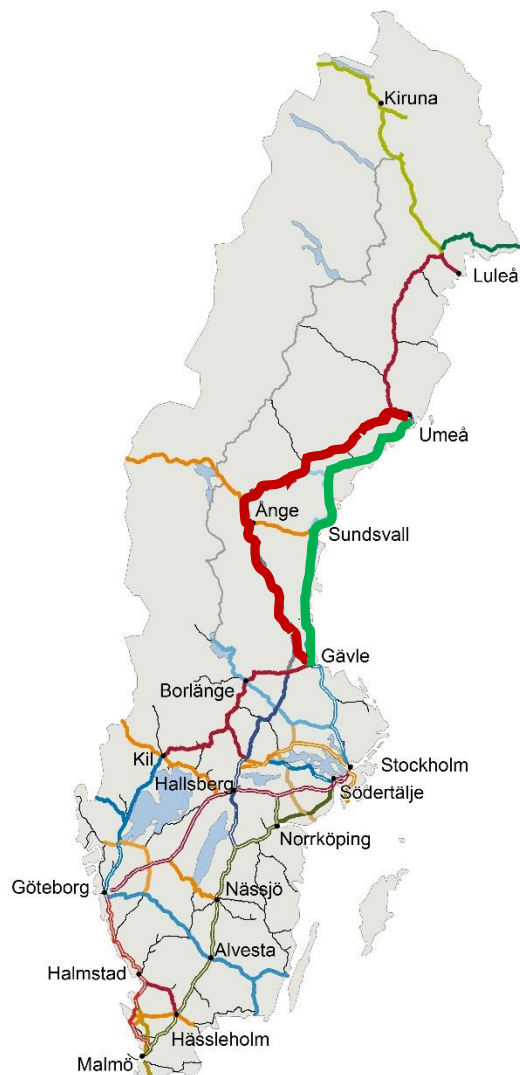 Kiruna
Luleå
Umeå
Ånge
Sundsvall
Gävle
Borlänge
Kil
Stockholm
Hallsberg
Södertälje
Norrköping
Göteborg
Nässjö
Alvesta
Halmstad
Hässleholm
Malmö